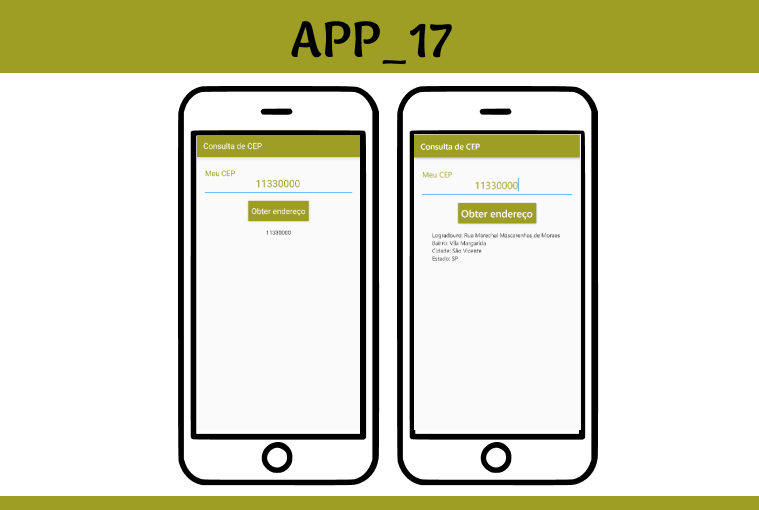 APP_17
Consulta de CEP
Meu CEP
11330000
Obter endereço
11330000
Consulta de CEP
Meu CEP
11330000
Obter endereço
Logradouro: Rua Marechal Mascarenhas de Moraes
Bairro: Vila Margarida
Cidade: São Vicente
Estado: SP